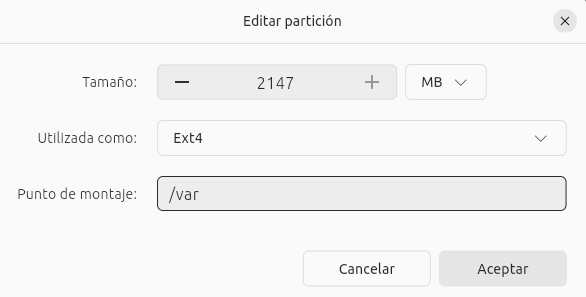 Editar partición
Tamaño: 2147 MB
Utilizada como: Ext4
Punto de montaje: /var
Cancelar Aceptar